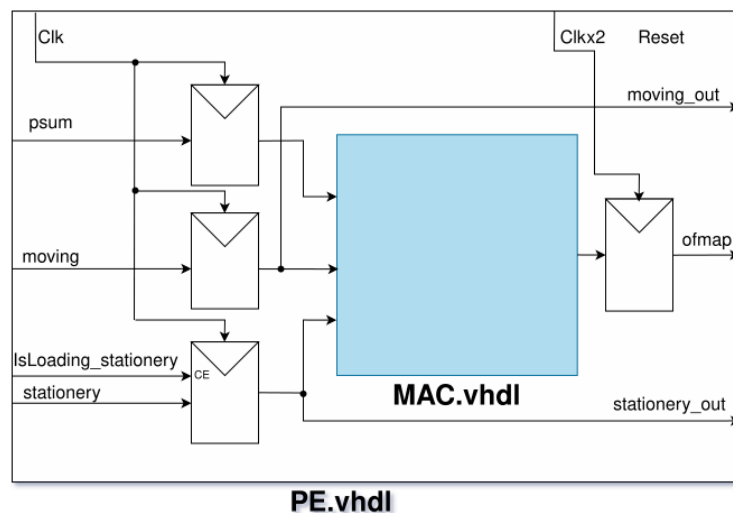 Clk
Clkx2 Reset
moving_out
psum
moving
ofmap
IsLoading_stationery
CE
stationery
MAC.vhdl
stationery_out
PE.vhdl